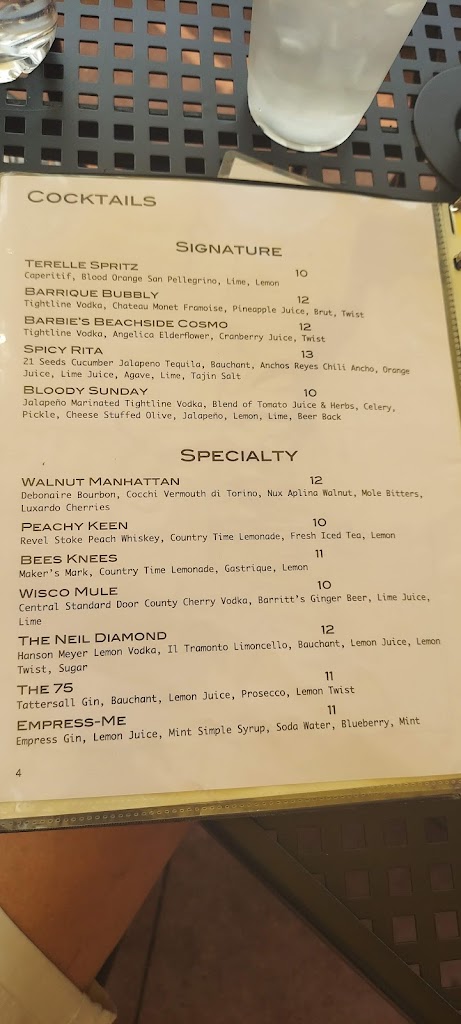 COCKTAILS
SIGNATURE
TERELLE SPRITZ 10
Caperitif, Blood Orange San Pellegrino, Lime, Lemon
BARRIQUE BUBBLY 12
Tightline Vodka, Chateau Monet Framoise, Pineapple Juice, Brut, Twist
BARBIE'S BEACHSIDE COSMO 12
Tightline Vodka, Angelica Elderflower, Cranberry Juice, Twist
SPICY RITA 13
21 Seeds Cucumber Jalapeno Tequila, Bauchant, Anchos Reyes Chili Ancho, Orange
Juice, Lime Juice, Agave, Lime, Tajin Salt
BLOODY SUNDAY 10
Jalapeño Marinated Tightline Vodka, Blend of Tomato Juice & Herbs, Celery,
Pickle, Cheese Stuffed Olive, Jalapeño, Lemon, Lime, Beer Back
SPECIALTY
WALNUT MANHATTAN 12
Debonaire Bourbon, Cocchi Vermouth di Torino, Nux Aplina Walnut, Mole Bitters,
Luxardo Cherries
PEACHY KEEN 10
Revel Stoke Peach Whiskey, Country Time Lemonade, Fresh Iced Tea, Lemon
BEES KNEES 11
Maker's Mark, Country Time Lemonade, Gastrique, Lemon
WISCO MULE 10
Central Standard Door County Cherry Vodka, Barritt's Ginger Beer, Lime Juice,
Lime
THE NEIL DIAMOND 12
Hanson Meyer Lemon Vodka, Il Tramonto Limoncello, Bauchant, Lemon Juice, Lemon
Twist, Sugar
THE 75 11
Tattersall Gin, Bauchant, Lemon Juice, Prosecco, Lemon Twist
EMPRESS-ME 11
Empress Gin, Lemon Juice, Mint Simple Syrup, Soda Water, Blueberry, Mint
4